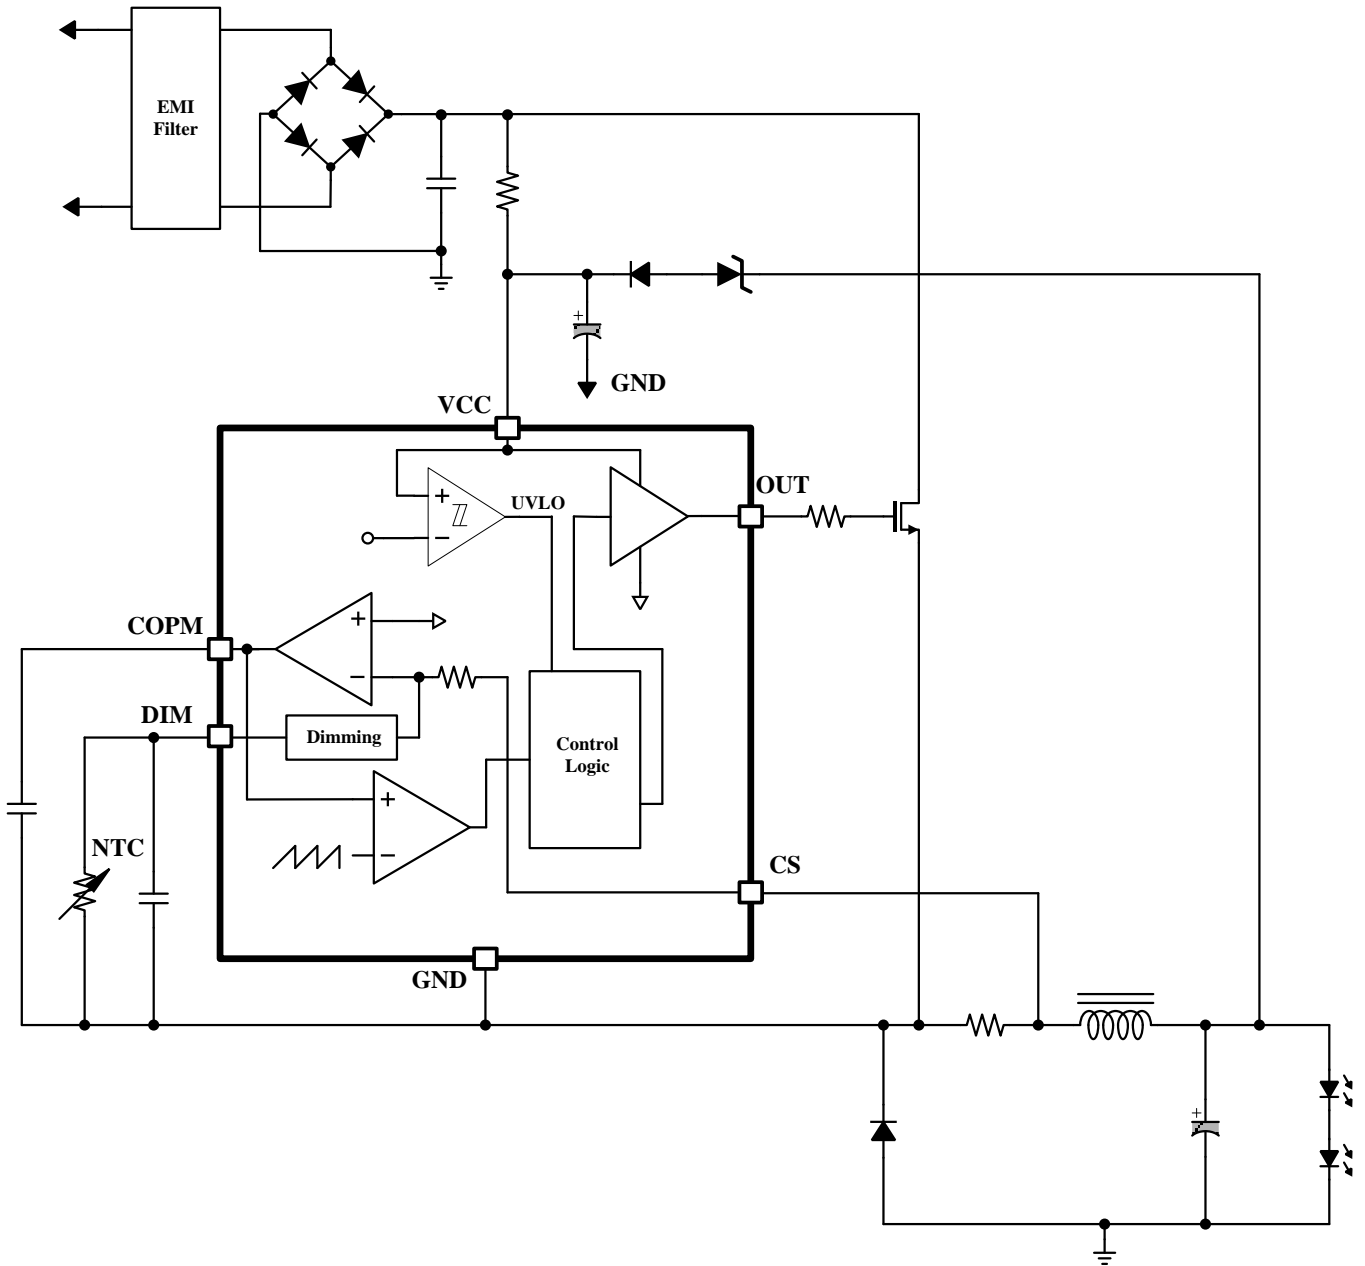 EMI
Filter
+
GND
VCC
OUT
+
UVLO
−
COPM
+
−
DIM
Dimming
Control
Logic
+
NTC
−
CS
GND
+